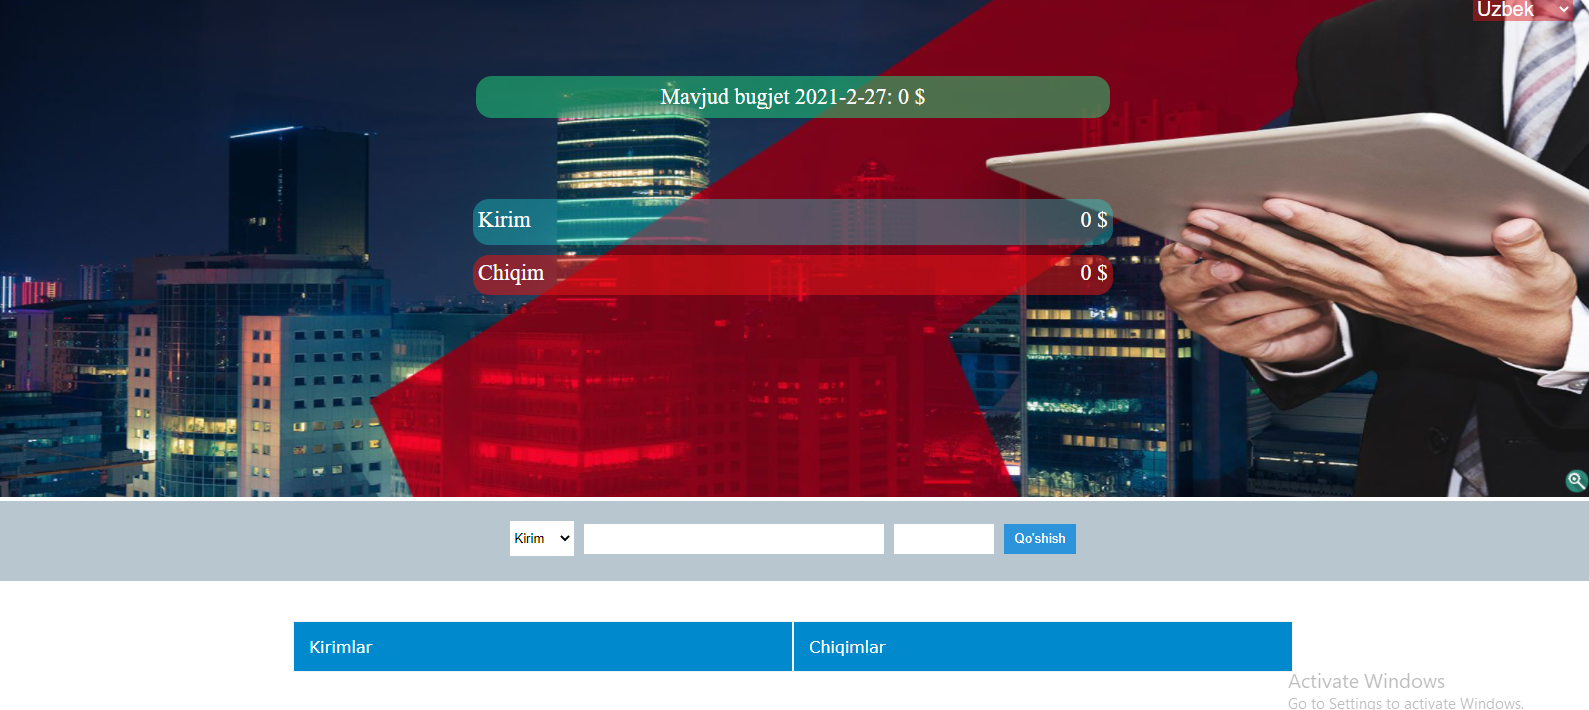 Uzbek
Mavjud bugjet 2021-2-27: 0 $
Kirim 0 $
Chiqim 0 $
Kirim Qo'shish
Kirimlar Chiqimlar
Activate Windows
Go to Settings to activate Windows.